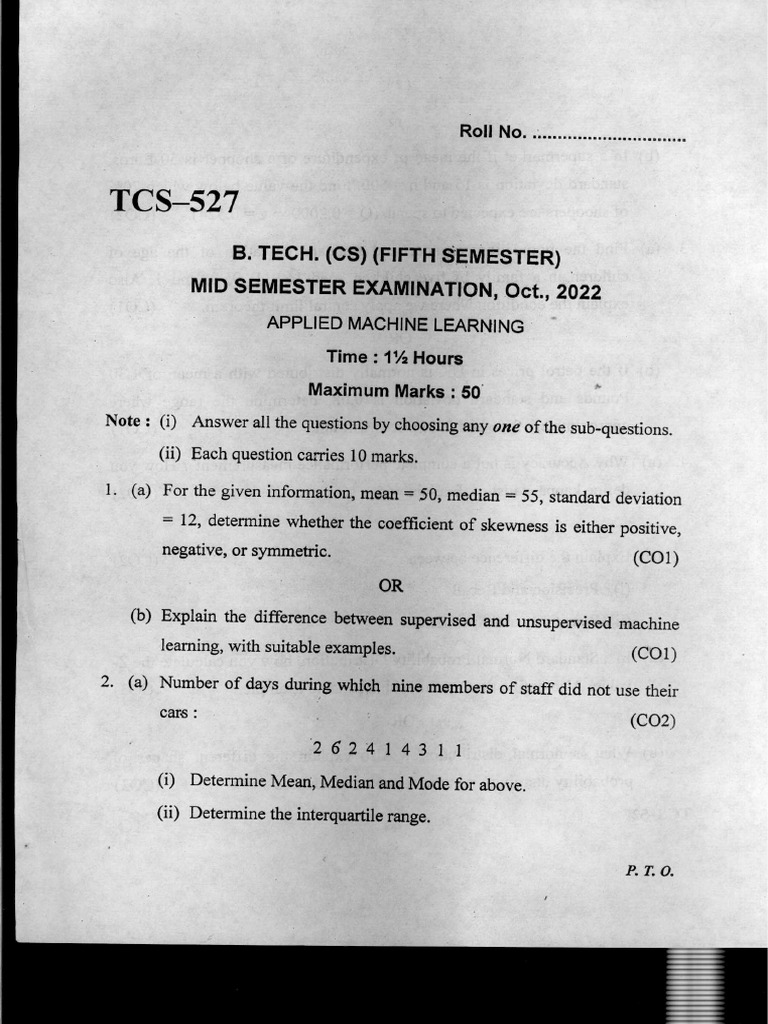 Roll No. ...............................
TCS–527
B. TECH. (CS) (FIFTH SEMESTER)
MID SEMESTER EXAMINATION, Oct., 2022
APPLIED MACHINE LEARNING
Time : 1½ Hours
Maximum Marks : 50
Note : (i) Answer all the questions by choosing any one of the sub-questions.
(ii) Each question carries 10 marks.
1. (a) For the given information, mean = 50, median = 55, standard deviation
= 12, determine whether the coefficient of skewness is either positive,
negative, or symmetric. (CO1)
OR
(b) Explain the difference between supervised and unsupervised machine
learning, with suitable examples. (CO1)
2. (a) Number of days during which nine members of staff did not use their
cars : (CO2)
2 6 2 4 1 4 3 1 1
(i) Determine Mean, Median and Mode for above.
(ii) Determine the interquartile range.
P. T. O.